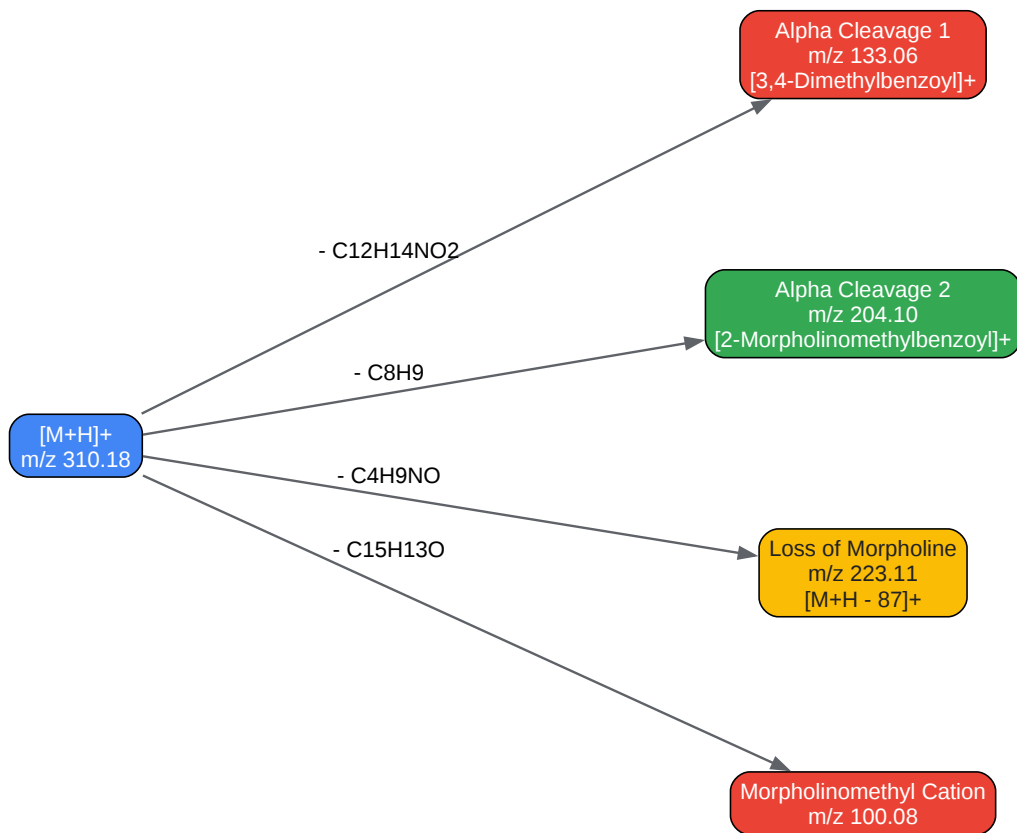 Alpha Cleavage 1
m/z 133.06
[3,4-Dimethylbenzoyl]+
- C12H14NO2
Alpha Cleavage 2
m/z 204.10
[2-Morpholinomethylbenzoyl]+
- C8H9
[M+H]+
m/z 310.18
- C4H9NO
- C15H13O
Loss of Morpholine
m/z 223.11
[M+H - 87]+
Morpholinomethyl Cation
m/z 100.08